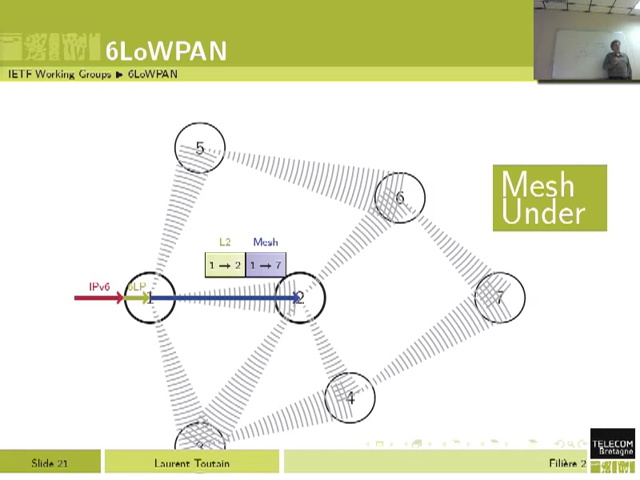 6LoWPAN
IETF Working Groups ▶ 6LoWPAN
5
6
Mesh
Under
L2 Mesh
1 → 2 1 → 7
IPv6 6LP
1
2
7
4
TELECOM
Bretagne
Slide 21
Laurent Toutain
Filière 2